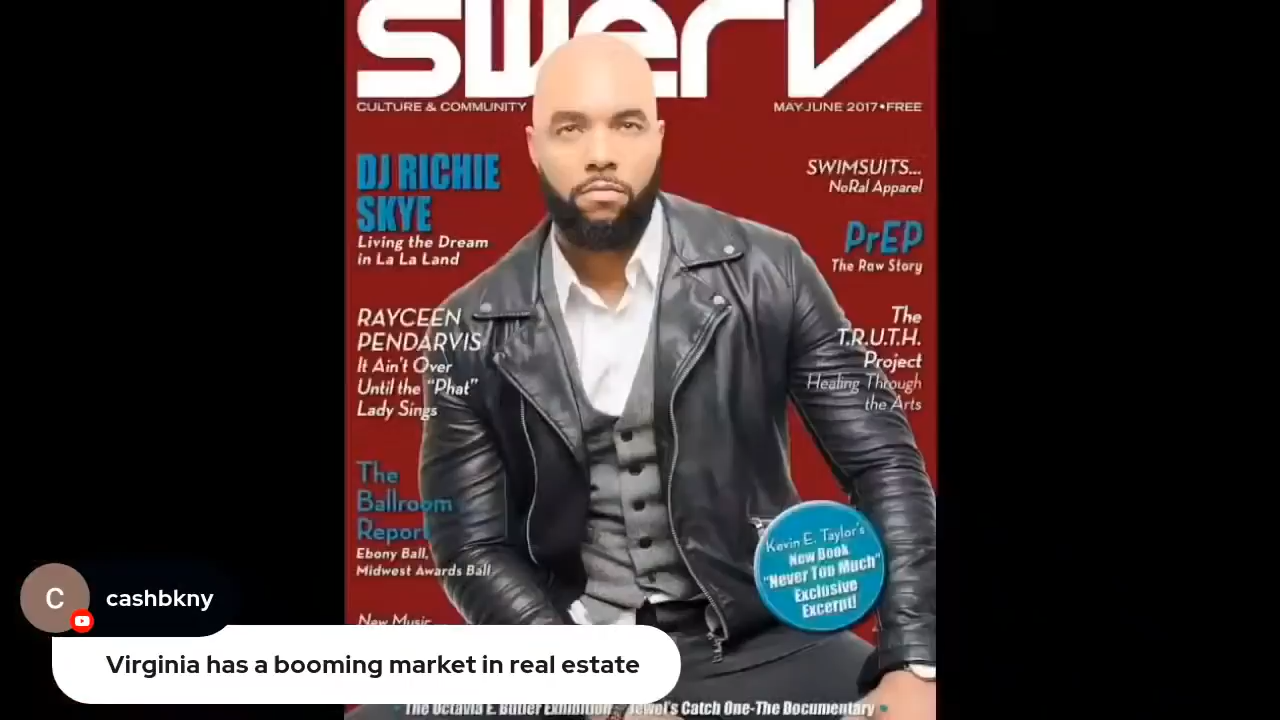 swerv
CULTURE & COMMUNITY
MAY-JUNE 2017•FREE
DJ RICHIE
SKYE
Living the Dream
in La La Land
RAYCEEN
PENDARVIS
It Ain't Over
Until the "Phat"
Lady Sings
The
Ballroom
Report
Ebony Ball,
Midwest Awards Ball
New Music...
SWIMSUITS...
NoRal Apparel
PrEP
The Raw Story
The
T.R.U.T.H.
Project
Healing Through
the Arts
Kevin E. Taylor's
New Book
"Never Too Much"
Exclusive
Excerpt!
The Octavia E. Butler Exhibition
Jewel's Catch One-The Documentary
C
cashbkny
Virginia has a booming market in real estate